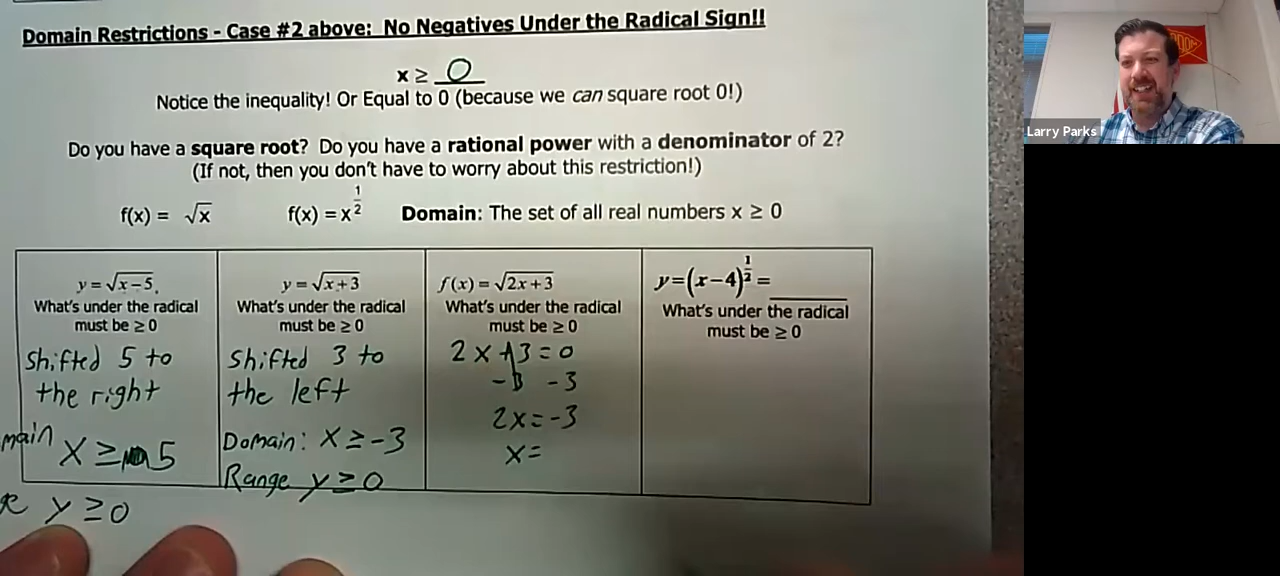 Domain Restrictions - Case #2 above: No Negatives Under the Radical Sign!!
x ≥ 0
Notice the inequality! Or Equal to 0 (because we can square root 0!)
Do you have a square root? Do you have a rational power with a denominator of 2?
(If not, then you don't have to worry about this restriction!)
f(x) = √x f(x) = x^1/2 Domain: The set of all real numbers x ≥ 0
y = √x-5
What's under the radical
must be ≥ 0
Shifted 5 to
the right
main x ≥ 5
y ≥ 0
y = √x+3
What's under the radical
must be ≥ 0
Shifted 3 to
the left
Domain: x ≥ -3
Range y ≥ 0
f(x) = √2x+3
What's under the radical
must be ≥ 0
2x+3=0
-3 -3
2x=-3
x=
y=(x-4)^1/2 = ________
What's under the radical
must be ≥ 0
Larry Parks